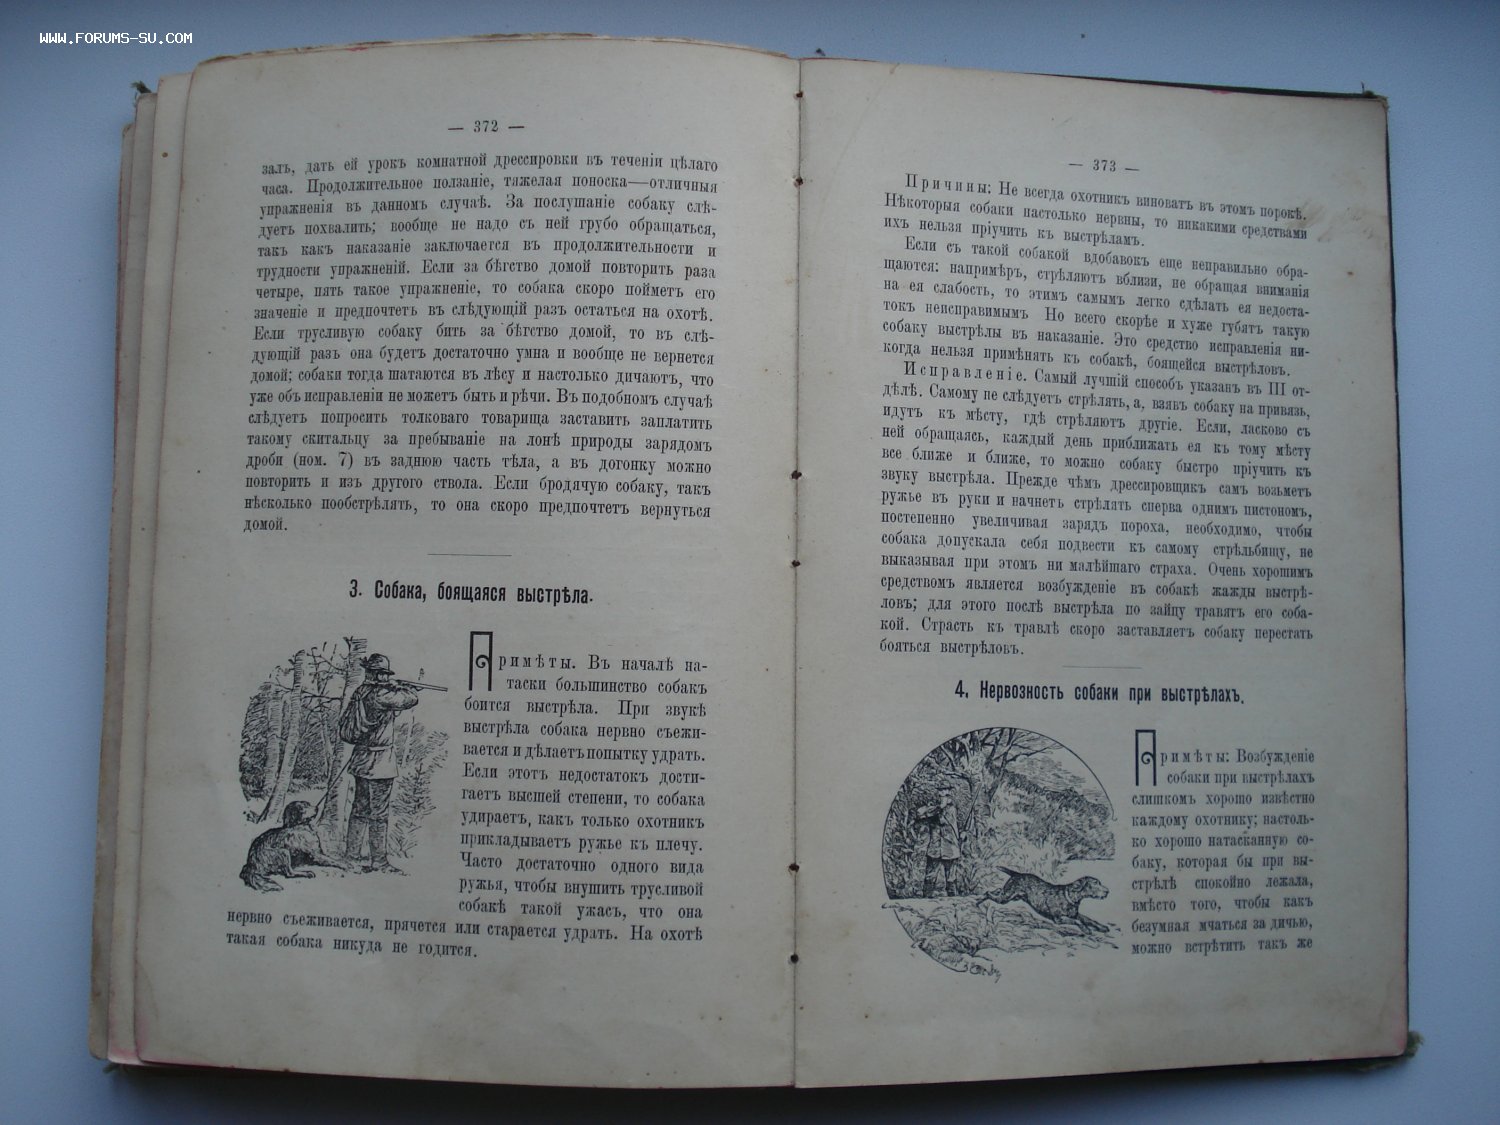 WWW.FORUMS-SU.COM
— 372 —
залъ, дать ей урокъ комнатной дрессировки въ теченіи цѣлаго
часа. Продолжительное ползаніе, тяжелая поноска—отличныя
упражненія въ данномъ случаѣ. За послушаніе собаку слѣ-
дуетъ похвалить; вообще не надо съ ней грубо обращаться,
такъ какъ наказаніе заключается въ продолжительности и
трудности упражненій. Если за бѣгство домой повторить раза
четыре, пять такое упражненіе, то собака скоро пойметъ его
значеніе и предпочтетъ въ слѣдующій разъ остаться на охотѣ.
Если трусливую собаку бить за бѣгство домой, то въ слѣ-
дующій разъ она будетъ достаточно умна и вообще не вернется
домой; собаки тогда шатаются въ лѣсу и настолько дичаютъ, что
уже объ исправленіи не можетъ быть и рѣчи. Въ подобномъ случаѣ
слѣдуетъ попросить толковаго товарища заставить заплатить
такому скитальцу за пребываніе на лонѣ природы зарядомъ
дроби (ном. 7) въ заднюю часть тѣла, а въ догонку можно
повторить и изъ другого ствола. Если бродячую собаку, такъ
нѣсколько пообстрѣлять, то она скоро предпочтетъ вернуться
домой.
3. Собака, боящаяся выстрѣла.
Примѣты. Въ началѣ на-
таски большинство собакъ
боится выстрѣла. При звукѣ
выстрѣла собака нервно съежи-
вается и дѣлаетъ попытку удрать.
Если этотъ недостатокъ дости-
гаетъ высшей степени, то собака
удираетъ, какъ только охотникъ
прикладываетъ ружье къ плечу.
Часто достаточно одного вида
ружья, чтобы внушить трусливой
собакѣ такой ужасъ, что она
нервно съеживается, прячется или старается удрать. На охотѣ
такая собака никуда не годится.
— 373 —
Причины: Не всегда охотникъ виноватъ въ этомъ порокѣ.
Нѣкоторыя собаки настолько нервны, то никакими средствами
ихъ нельзя пріучить къ выстрѣламъ.
Если съ такой собакой вдобавокъ еще неправильно обра-
щаются: напримѣръ, стрѣляютъ вблизи, не обращая вниманія
на ея слабость, то этимъ самымъ легко сдѣлать ея недоста-
токъ неисправимымъ Но всего скорѣе и хуже губятъ такую
собаку выстрѣлы въ наказаніе. Это средство исправленія ни-
когда нельзя примѣнять къ собакѣ, боящейся выстрѣловъ.
Исправленіе. Самый лучшій способъ указанъ въ III от-
дѣлѣ. Самому не слѣдуетъ стрѣлять, а, взявъ собаку на привязь,
идутъ къ мѣсту, гдѣ стрѣляютъ другіе. Если, ласково съ
ней обращаясь, каждый день приближать ея къ тому мѣсту
все ближе и ближе, то можно собаку быстро пріучить къ
звуку выстрѣла. Прежде чѣмъ дрессировщикъ самъ возьметъ
ружье въ руки и начнетъ стрѣлять сперва однимъ пистономъ,
постепенно увеличивая зарядъ пороха, необходимо, чтобы
собака допускала себя подвести къ самому стрѣльбищу, не
выказывая при этомъ ни малѣйшаго страха. Очень хорошимъ
средствомъ является возбужденіе въ собакѣ жажды выстрѣ-
ловъ; для этого послѣ выстрѣла по зайцу травятъ его соба-
кой. Страсть къ травлѣ скоро заставляетъ собаку перестать
бояться выстрѣловъ.
4. Нервозность собаки при выстрѣлахъ.
Примѣты: Возбужденіе
собаки при выстрѣлахъ
слишкомъ хорошо извѣстно
каждому охотнику; настоль-
ко хорошо натасканную со-
баку, которая бы при вы-
стрѣлѣ спокойно лежала,
вмѣсто того, чтобы какъ
безумная мчаться за дичью,
можно встрѣтить такъ же